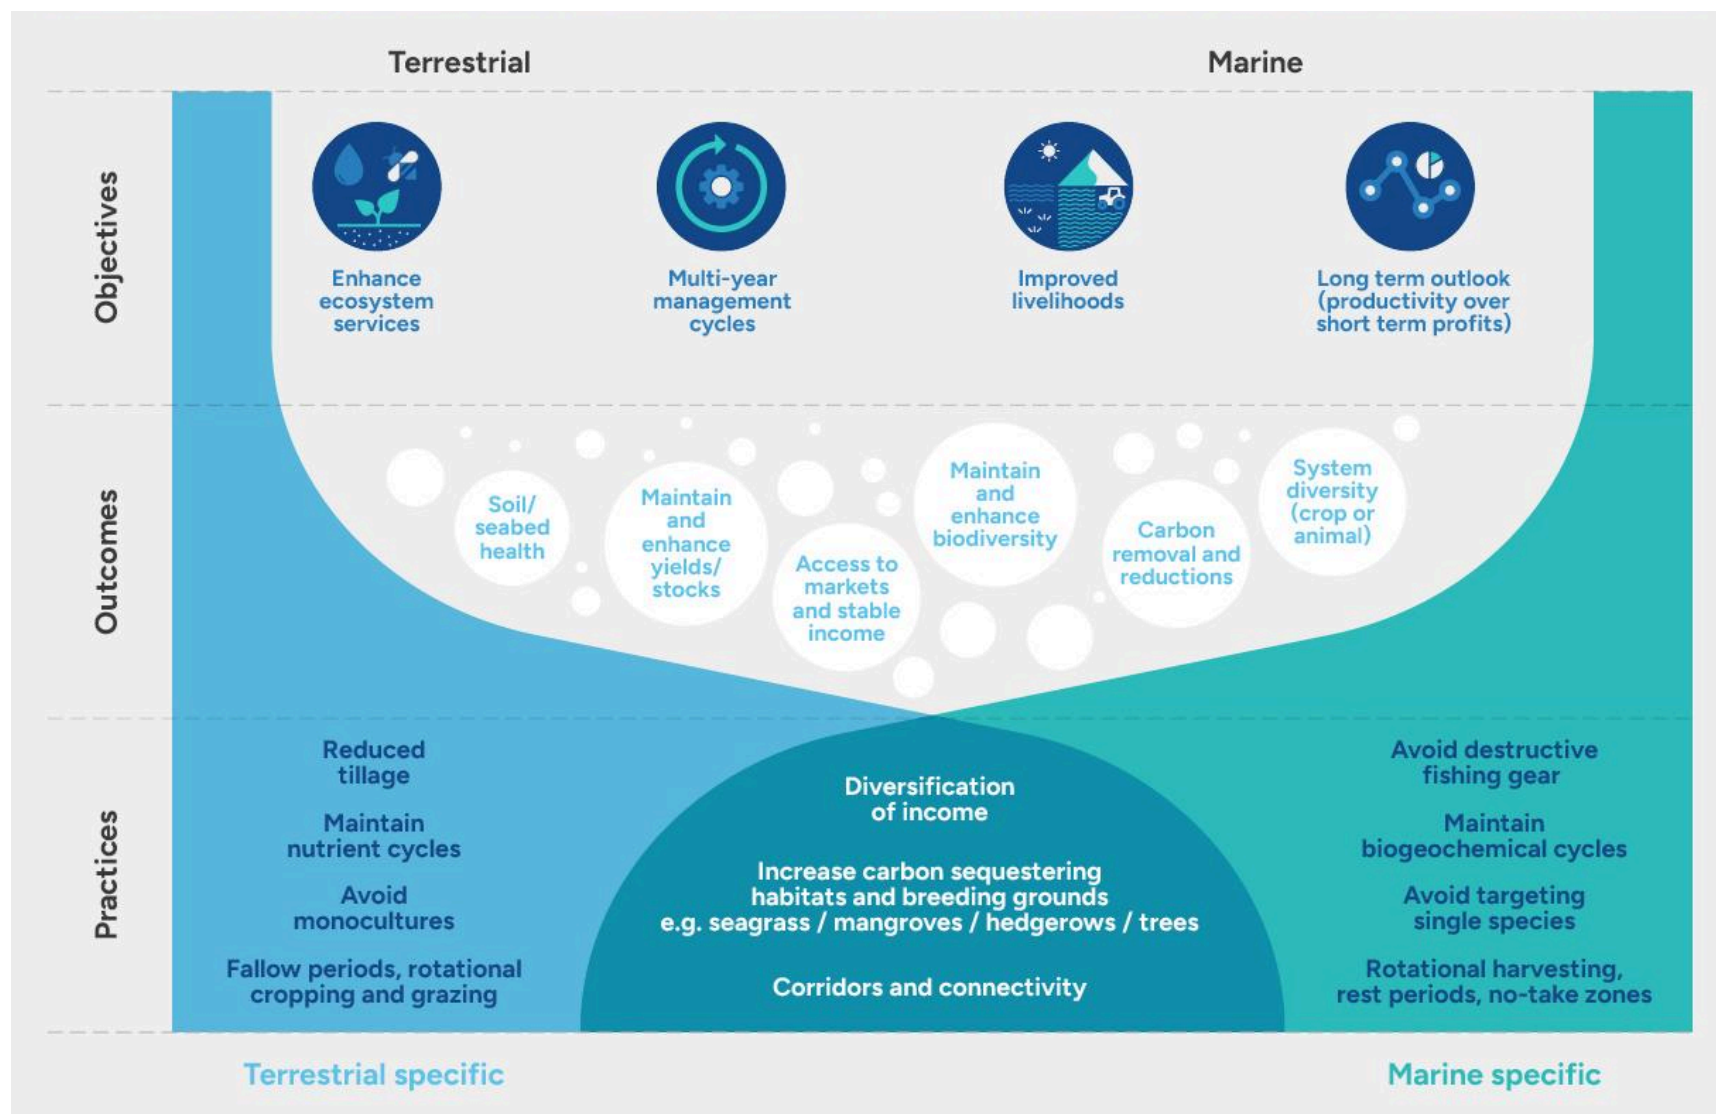 Terrestrial
Marine
Objectives
Enhance
ecosystem
services
Multi-year
management
cycles
Improved
livelihoods
Long term outlook
(productivity over
short term profits)
Outcomes
Soil/
seabed
health
Maintain
and
enhance
yields/
stocks
Access to
markets
and stable
income
Maintain
and
enhance
biodiversity
Carbon
removal and
reductions
System
diversity
(crop or
animal)
Practices
Reduced
tillage
Maintain
nutrient cycles
Avoid
monocultures
Fallow periods, rotational
cropping and grazing
Diversification
of income
Increase carbon sequestering
habitats and breeding grounds
e.g. seagrass / mangroves / hedgerows / trees
Corridors and connectivity
Avoid destructive
fishing gear
Maintain
biogeochemical cycles
Avoid targeting
single species
Rotational harvesting,
rest periods, no-take zones
Terrestrial specific
Marine specific